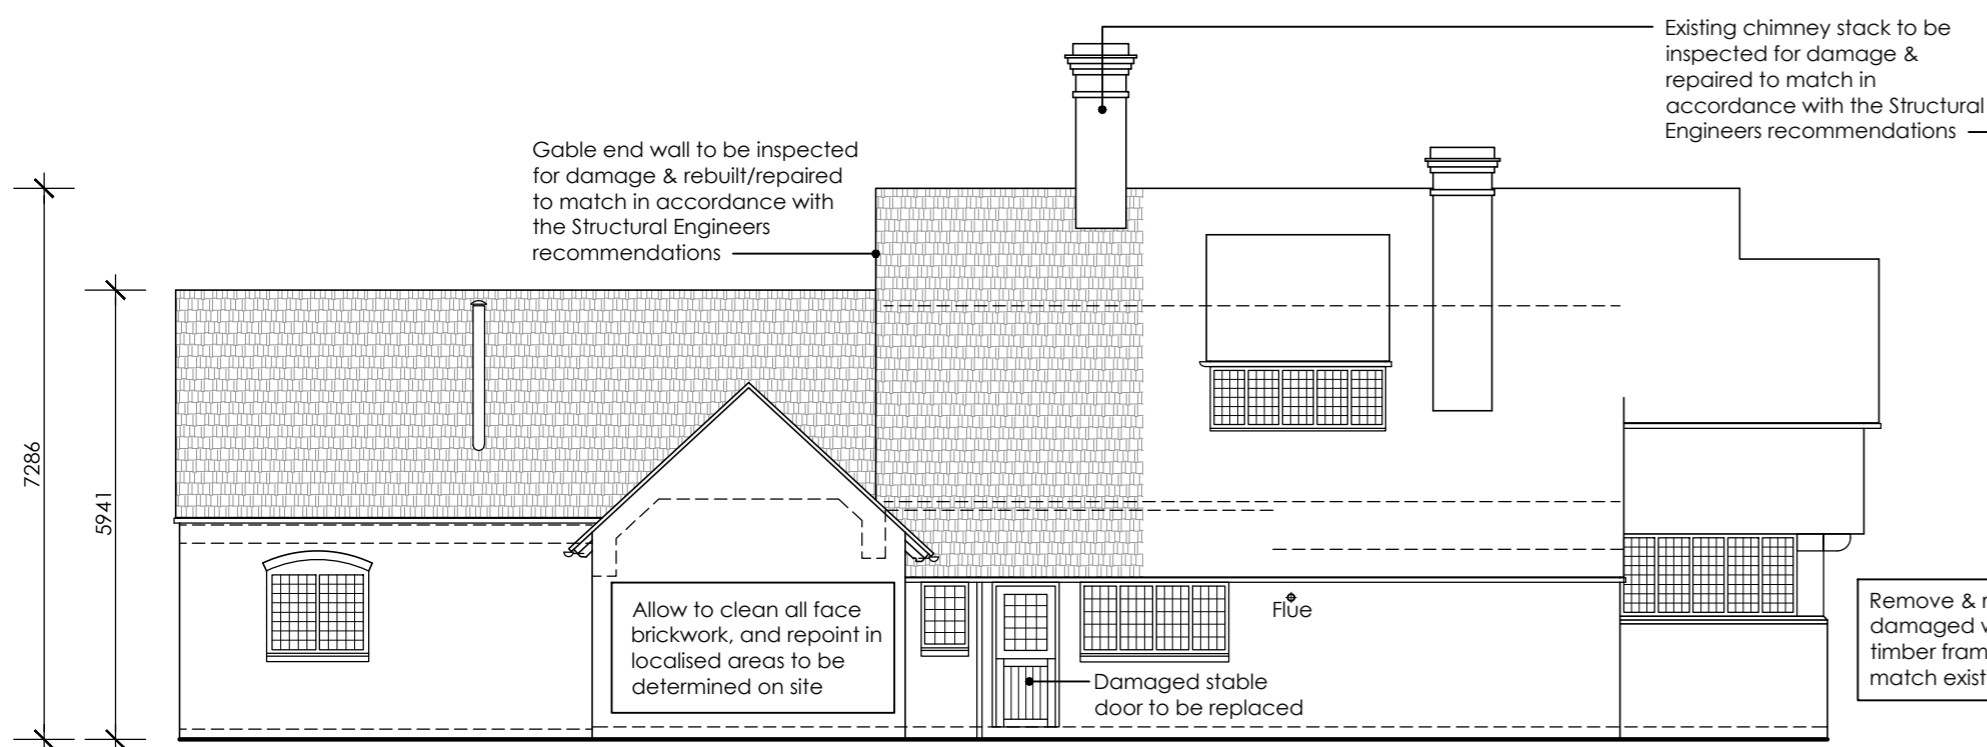 Existing chimney stack to be
inspected for damage &
repaired to match in
accordance with the Structural
Engineers recommendations
Gable end wall to be inspected
for damage & rebuilt/repaired
to match in accordance with
the Structural Engineers
recommendations
7286
5941
Allow to clean all face
brickwork, and repoint in
localised areas to be
determined on site
Flue
Damaged stable
door to be replaced
Remove &
damaged
timber
match